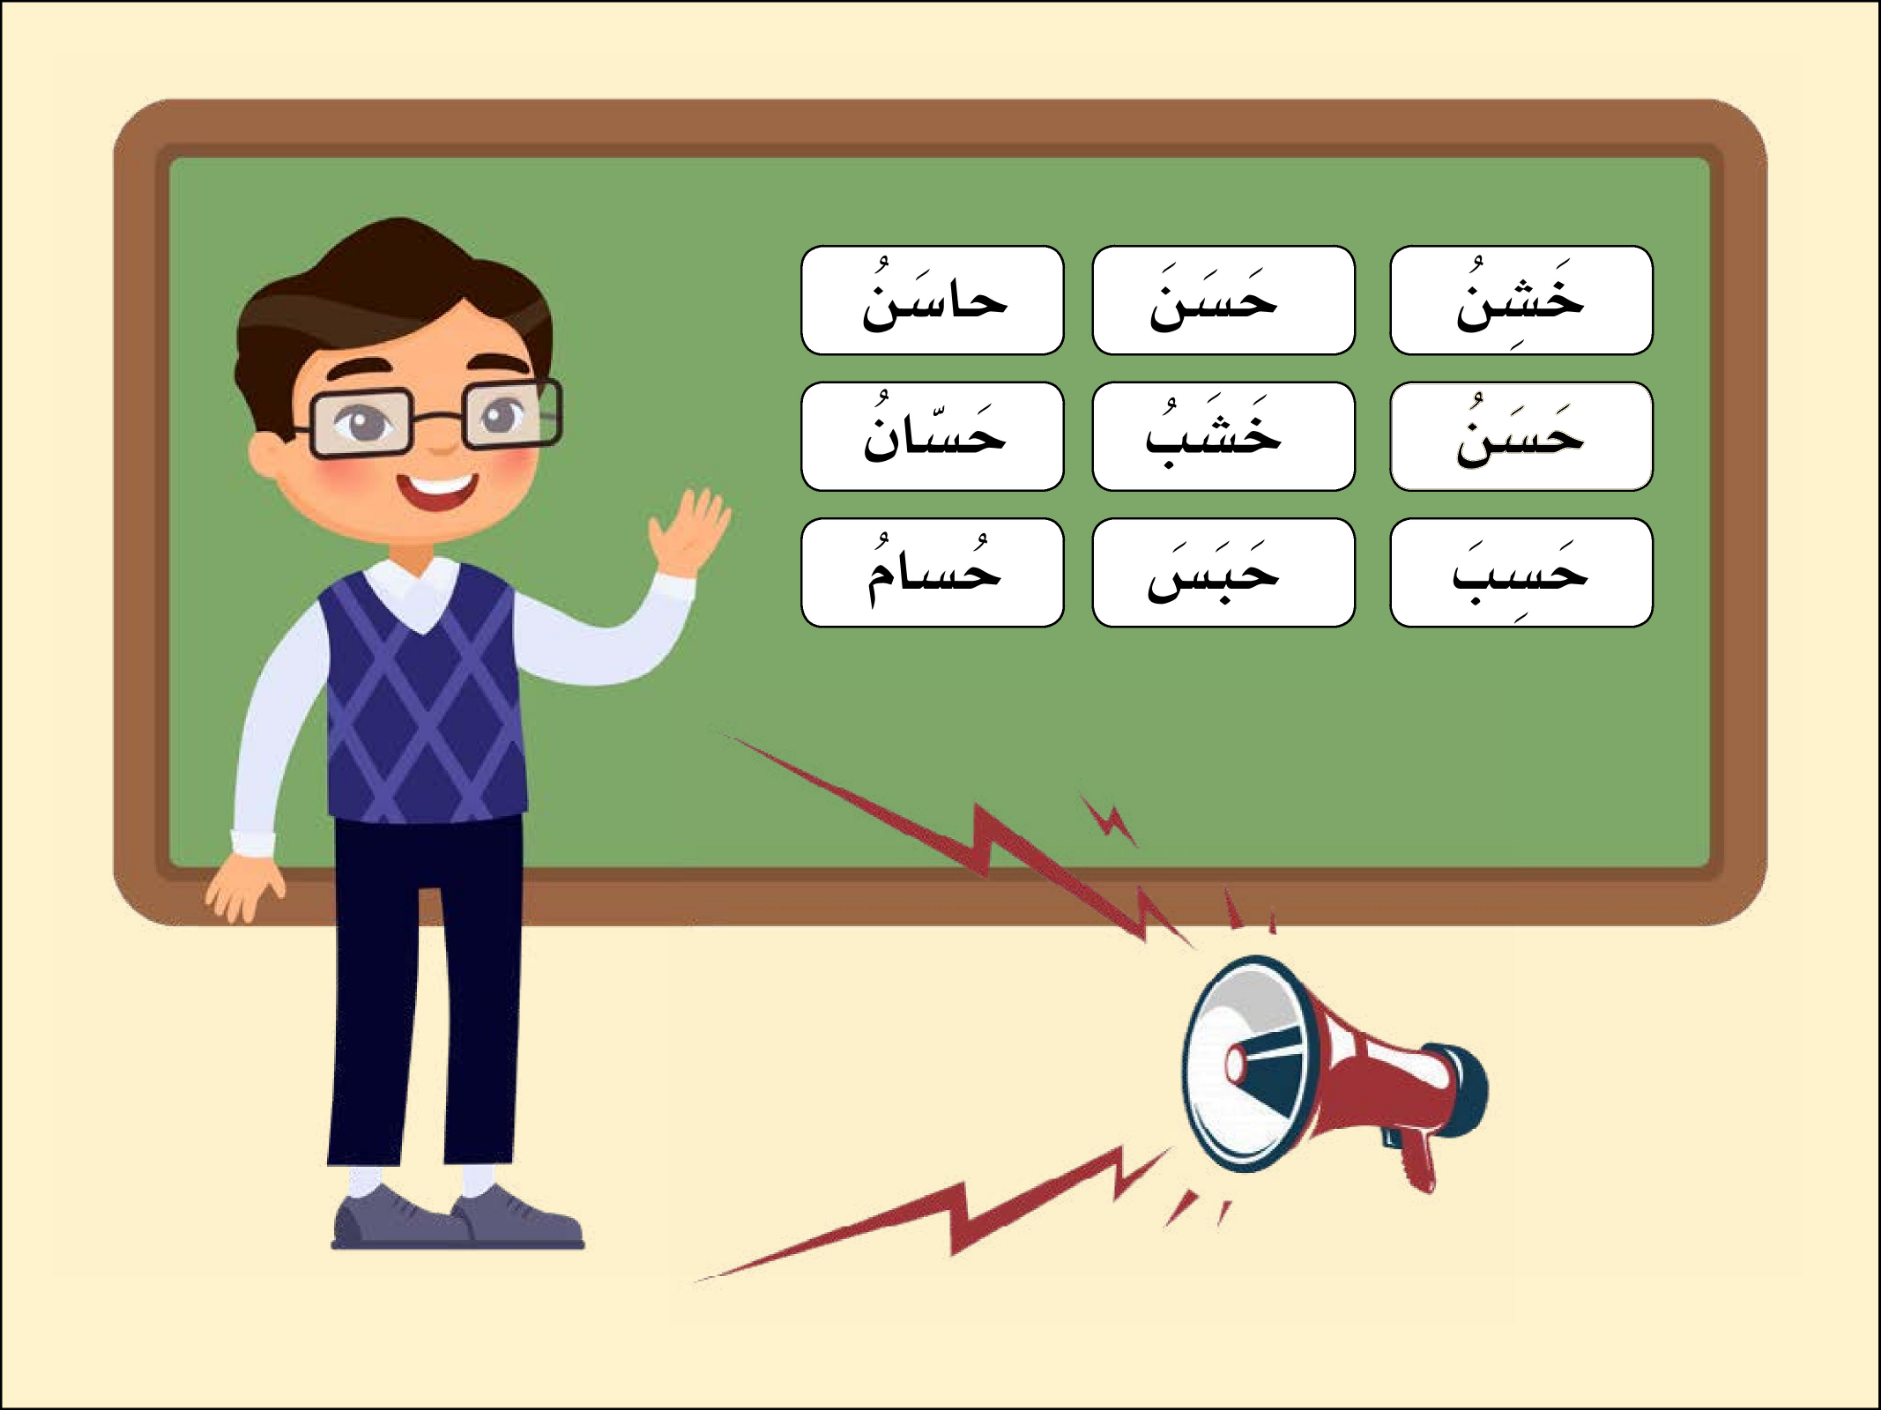 خَشِنُ حَسَنَ حاسَنُ
حَسَنُ خَشَبُ حَسّانُ
حَسِبَ حَبَسَ حُسامُ